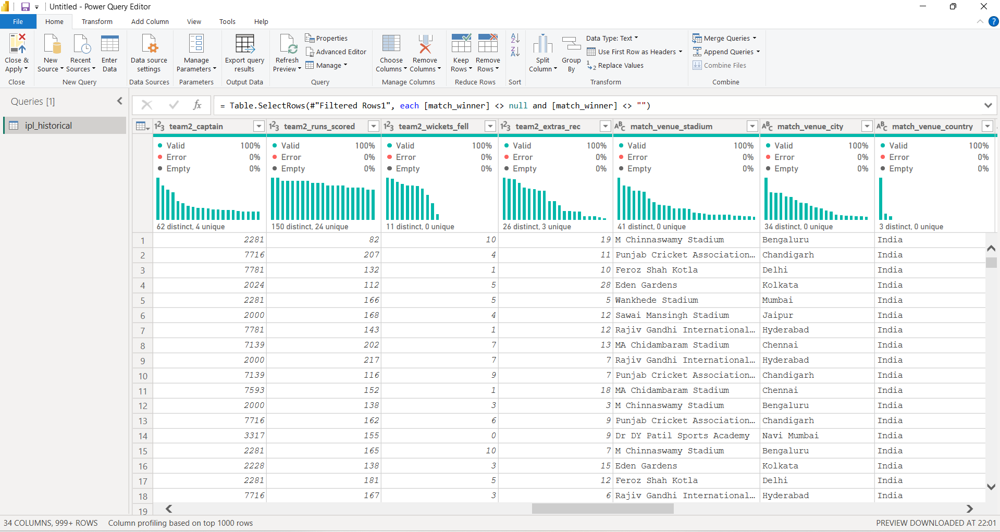 Untitled - Power Query Editor
File Home Transform Add Column View Tools Help
Close & Apply
New Source
Recent Sources
Enter Data
Data source settings
Manage Parameters
Export query results
Refresh Preview
Properties
Advanced Editor
Manage
Choose Columns
Remove Columns
Keep Rows
Remove Rows
Split Column
Group By
Data Type: Text
Use First Row as Headers
Replace Values
Merge Queries
Append Queries
Combine Files
Close New Query Data Sources Parameters Output Data Query Manage Columns Reduce Rows Sort Transform Combine
Queries [1]
ipl_historical
fx = Table.SelectRows(#"Filtered Rows1", each [match_winner] <> null and [match_winner] <> "")
123 team2_captain 123 team2_runs_scored 123 team2_wickets_fell 123 team2_extras_rec ABC match_venue_stadium ABC match_venue_city ABC match_venue_country
Valid 100% Valid 100% Valid 100% Valid 100% Valid 100% Valid 100% Valid 100%
Error 0% Error 0% Error 0% Error 0% Error 0% Error 0% Error 0%
Empty 0% Empty 0% Empty 0% Empty 0% Empty 0% Empty 0% Empty 0%
62 distinct, 4 unique 150 distinct, 24 unique 11 distinct, 0 unique 26 distinct, 3 unique 41 distinct, 0 unique 34 distinct, 0 unique 3 distinct, 0 unique
1 2281 82 10 19 M Chinnaswamy Stadium Bengaluru India
2 7716 207 4 11 Punjab Cricket Association... Chandigarh India
3 7781 132 1 10 Feroz Shah Kotla Delhi India
4 2024 112 5 28 Eden Gardens Kolkata India
5 2281 166 5 5 Wankhede Stadium Mumbai India
6 2000 168 4 12 Sawai Mansingh Stadium Jaipur India
7 7781 143 1 12 Rajiv Gandhi International... Hyderabad India
8 7139 202 7 13 MA Chidambaram Stadium Chennai India
9 2000 217 7 7 Rajiv Gandhi International... Hyderabad India
10 7139 116 9 7 Punjab Cricket Association... Chandigarh India
11 7593 152 1 18 MA Chidambaram Stadium Chennai India
12 2000 138 3 3 M Chinnaswamy Stadium Bengaluru India
13 7716 162 6 9 Punjab Cricket Association... Chandigarh India
14 3317 155 0 9 Dr DY Patil Sports Academy Navi Mumbai India
15 2281 165 10 7 M Chinnaswamy Stadium Bengaluru India
16 2228 138 3 15 Eden Gardens Kolkata India
17 2281 181 5 12 Feroz Shah Kotla Delhi India
18 7716 167 3 6 Rajiv Gandhi International... Hyderabad India
19
34 COLUMNS, 999+ ROWS Column profiling based on top 1000 rows PREVIEW DOWNLOADED AT 22:01